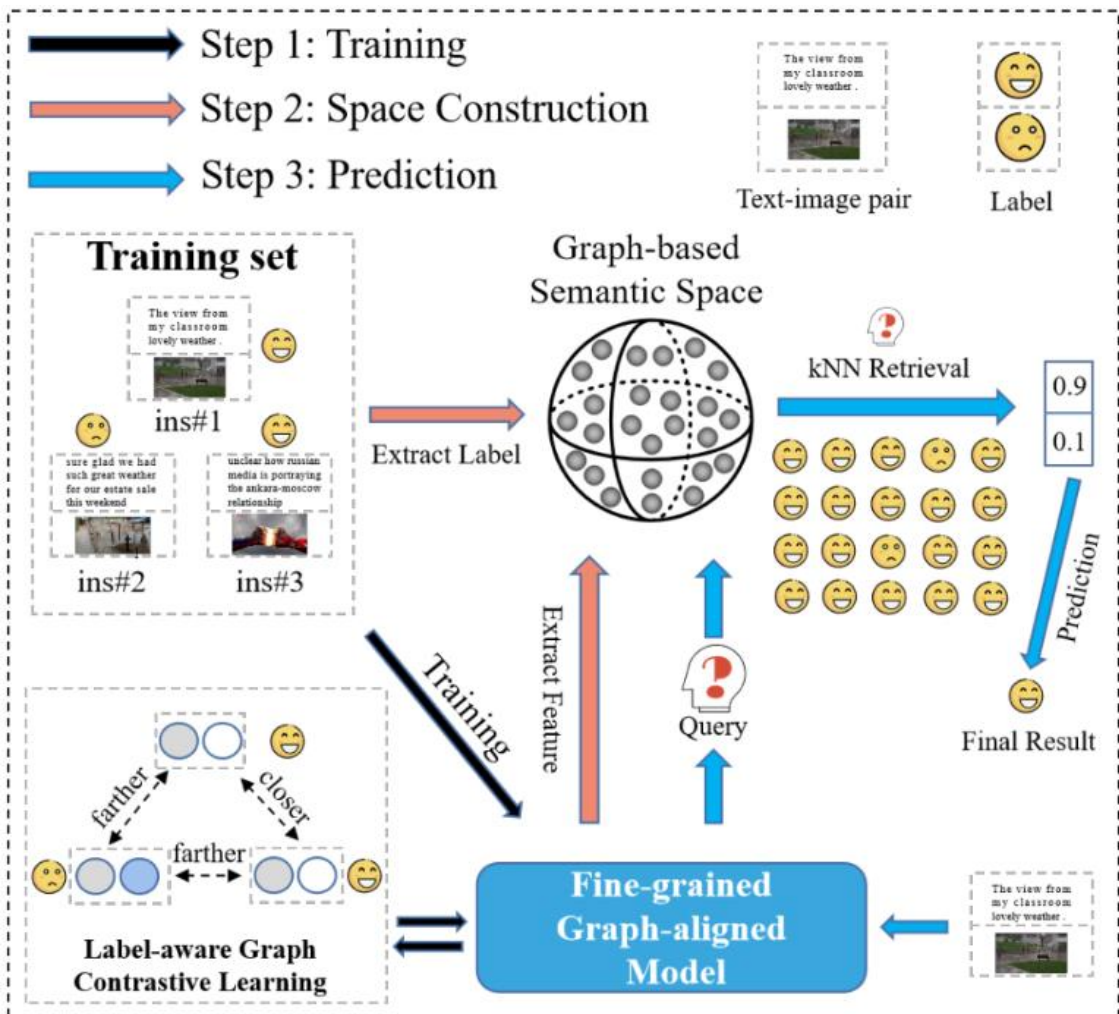 Step 1: Training
Step 2: Space Construction
Step 3: Prediction
The view from
my classroom
lovely weather .
Text-image pair
Label
Training set
The view from
my classroom
lovely weather .
ins#1
sure glad we had
such great weather
for our estate sale
this weekend
ins#2
unclear how russian
media is portraying
the ankara-moscow
relationship
ins#3
Extract Label
Graph-based
Semantic Space
?
kNN Retrieval
0.9
0.1
Prediction
Final Result
Training
Extract Feature
?
Query
farther
closer
farther
Label-aware Graph
Contrastive Learning
Fine-grained
Graph-aligned
Model
The view from
my classroom
lovely weather .